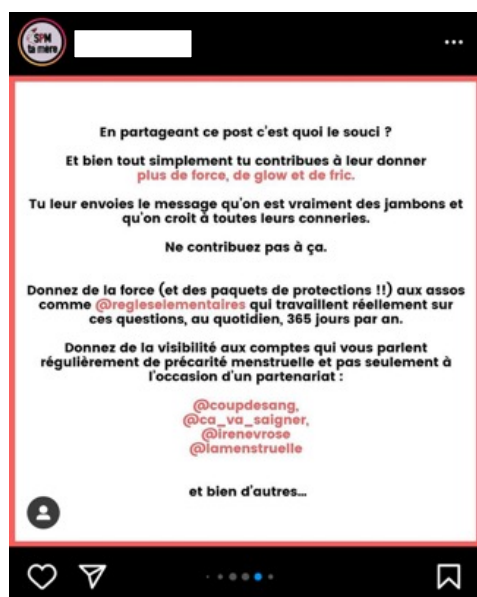 SPM
ta mère
En partageant ce post c'est quoi le souci ?
Et bien tout simplement tu contribues à leur donner
plus de force, de glow et de fric.
Tu leur envoies le message qu'on est vraiment des jambons et
qu'on croit à toutes leurs conneries.
Ne contribuez pas à ça.
Donnez de la force (et des paquets de protections !!) aux assos
comme @regleselementaires qui travaillent réellement sur
ces questions, au quotidien, 365 jours par an.
Donnez de la visibilité aux comptes qui vous parlent
régulièrement de précarité menstruelle et pas seulement à
l'occasion d'un partenariat :
@coupdesang,
@ca_va_saigner,
@irenevrose
@lamenstruelle
et bien d'autres...